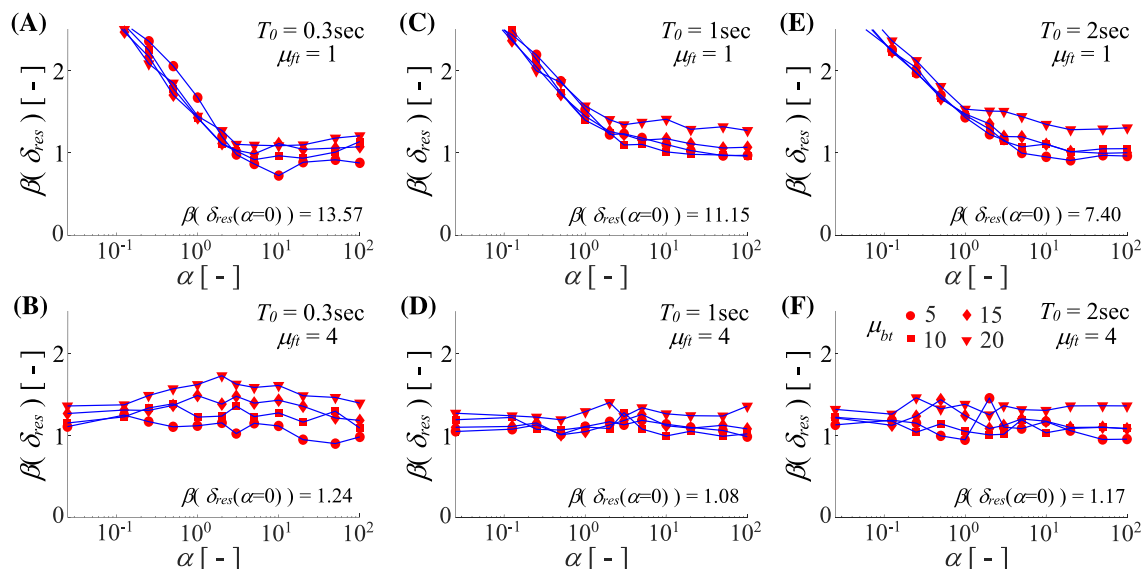 (A)
T0 = 0.3sec
μft = 1
2
1
0
β( δres ) [ - ]
β( δres(α=0) ) = 13.57
10-1 100 101 102
α [ - ]
(C)
T0 = 1sec
μft = 1
2
1
0
β( δres ) [ - ]
β( δres(α=0) ) = 11.15
10-1 100 101 102
α [ - ]
(E)
T0 = 2sec
μft = 1
2
1
0
β( δres ) [ - ]
β( δres(α=0) ) = 7.40
10-1 100 101 102
α [ - ]
(B)
T0 = 0.3sec
μft = 4
2
1
0
β( δres ) [ - ]
β( δres(α=0) ) = 1.24
10-1 100 101 102
α [ - ]
(D)
T0 = 1sec
μft = 4
2
1
0
β( δres ) [ - ]
β( δres(α=0) ) = 1.08
10-1 100 101 102
α [ - ]
(F)
μbt
5 15
10 20
T0 = 2sec
μft = 4
2
1
0
β( δres ) [ - ]
β( δres(α=0) ) = 1.17
10-1 100 101 102
α [ - ]